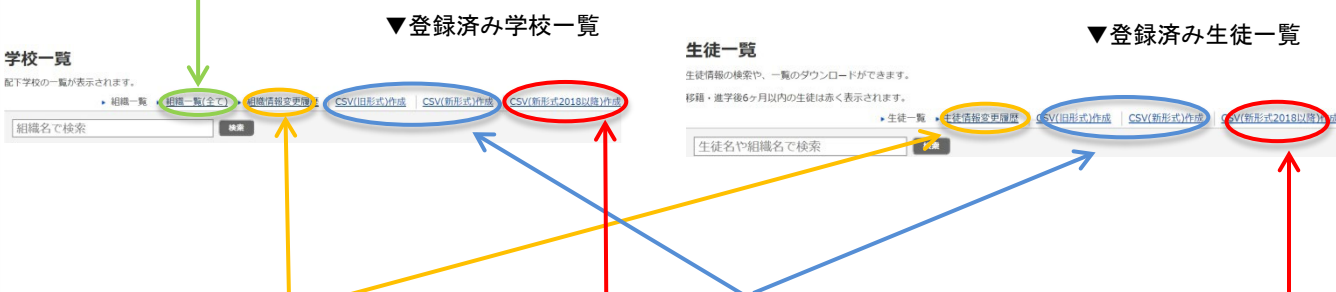 ▼登録済み学校一覧
学校一覧
配下学校の一覧が表示されます。
▸ 組織一覧 ▸ 組織一覧(全て) ▸ 組織情報変更履歴 CSV(旧形式)作成 CSV(新形式)作成 CSV(新形式2018以降)作成
組織名で検索 検索
▼登録済み生徒一覧
生徒一覧
生徒情報の検索や、一覧のダウンロードができます。
移籍・進学後6ヶ月以内の生徒は赤く表示されます。
▸ 生徒一覧 ▸ 生徒情報変更履歴 CSV(旧形式)作成 CSV(新形式)作成 CSV(新形式2018以降)作成
生徒名や組織名で検索 検索